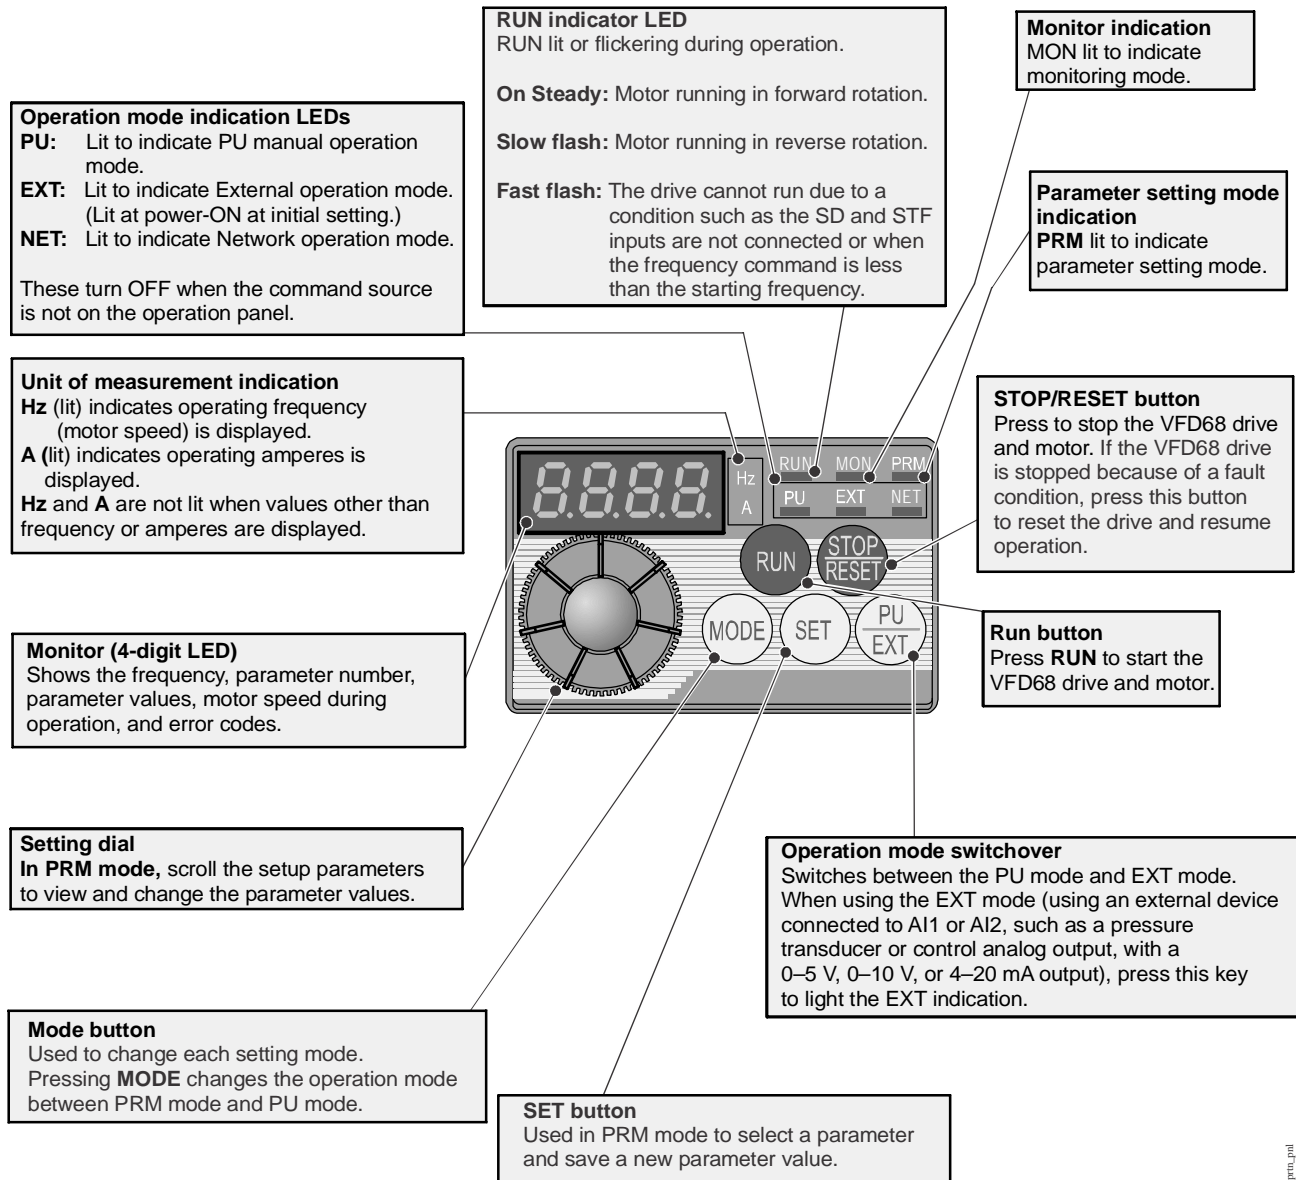 RUN indicator LED
RUN lit or flickering during operation.
On Steady: Motor running in forward rotation.
Slow flash: Motor running in reverse rotation.
Fast flash: The drive cannot run due to a
condition such as the SD and STF
inputs are not connected or when
the frequency command is less
than the starting frequency.
Monitor indication
MON lit to indicate
monitoring mode.
Operation mode indication LEDs
PU: Lit to indicate PU manual operation
mode.
EXT: Lit to indicate External operation mode.
(Lit at power-ON at initial setting.)
NET: Lit to indicate Network operation mode.
These turn OFF when the command source
is not on the operation panel.
Parameter setting mode
indication
PRM lit to indicate
parameter setting mode.
Unit of measurement indication
Hz (lit) indicates operating frequency
(motor speed) is displayed.
A (lit) indicates operating amperes is
displayed.
Hz and A are not lit when values other than
frequency or amperes are displayed.
STOP/RESET button
Press to stop the VFD68 drive
and motor. If the VFD68 drive
is stopped because of a fault
condition, press this button
to reset the drive and resume
operation.
8.8.8.8.
Hz
A
RUN MON PRM
PU EXT NET
RUN
STOP
RESET
MODE
SET
PU
EXT
Run button
Press RUN to start the
VFD68 drive and motor.
Monitor (4-digit LED)
Shows the frequency, parameter number,
parameter values, motor speed during
operation, and error codes.
Setting dial
In PRM mode, scroll the setup parameters
to view and change the parameter values.
Operation mode switchover
Switches between the PU mode and EXT mode.
When using the EXT mode (using an external device
connected to AI1 or AI2, such as a pressure
transducer or control analog output, with a
0–5 V, 0–10 V, or 4–20 mA output), press this key
to light the EXT indication.
Mode button
Used to change each setting mode.
Pressing MODE changes the operation mode
between PRM mode and PU mode.
SET button
Used in PRM mode to select a parameter
and save a new parameter value.
prtn_pnl